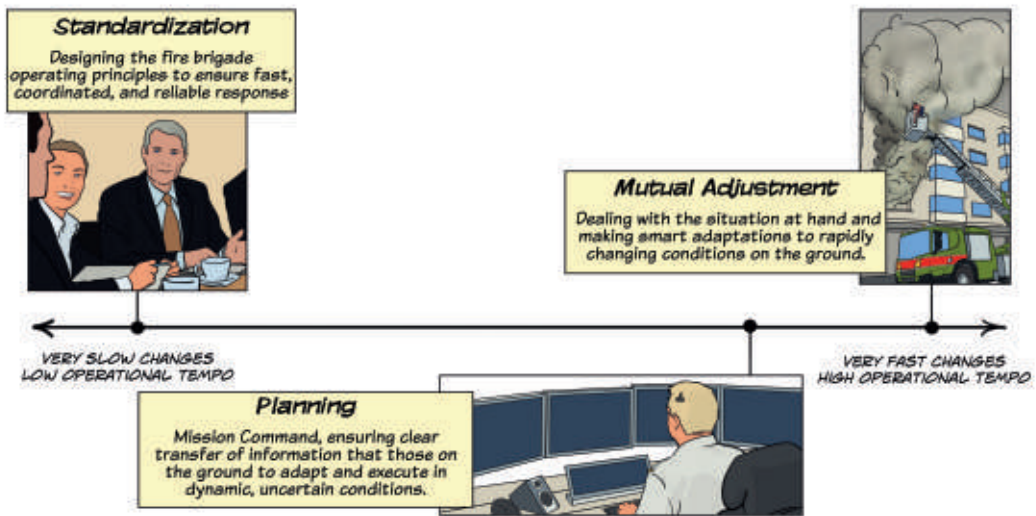 Standardization
Designing the fire brigade
operating principles to ensure fast,
coordinated, and reliable response
Mutual Adjustment
Dealing with the situation at hand and
making smart adaptations to rapidly
changing conditions on the ground.
VERY SLOW CHANGES
LOW OPERATIONAL TEMPO
VERY FAST CHANGES
HIGH OPERATIONAL TEMPO
Planning
Mission Command, ensuring clear
transfer of information that those on
the ground to adapt and execute in
dynamic, uncertain conditions.